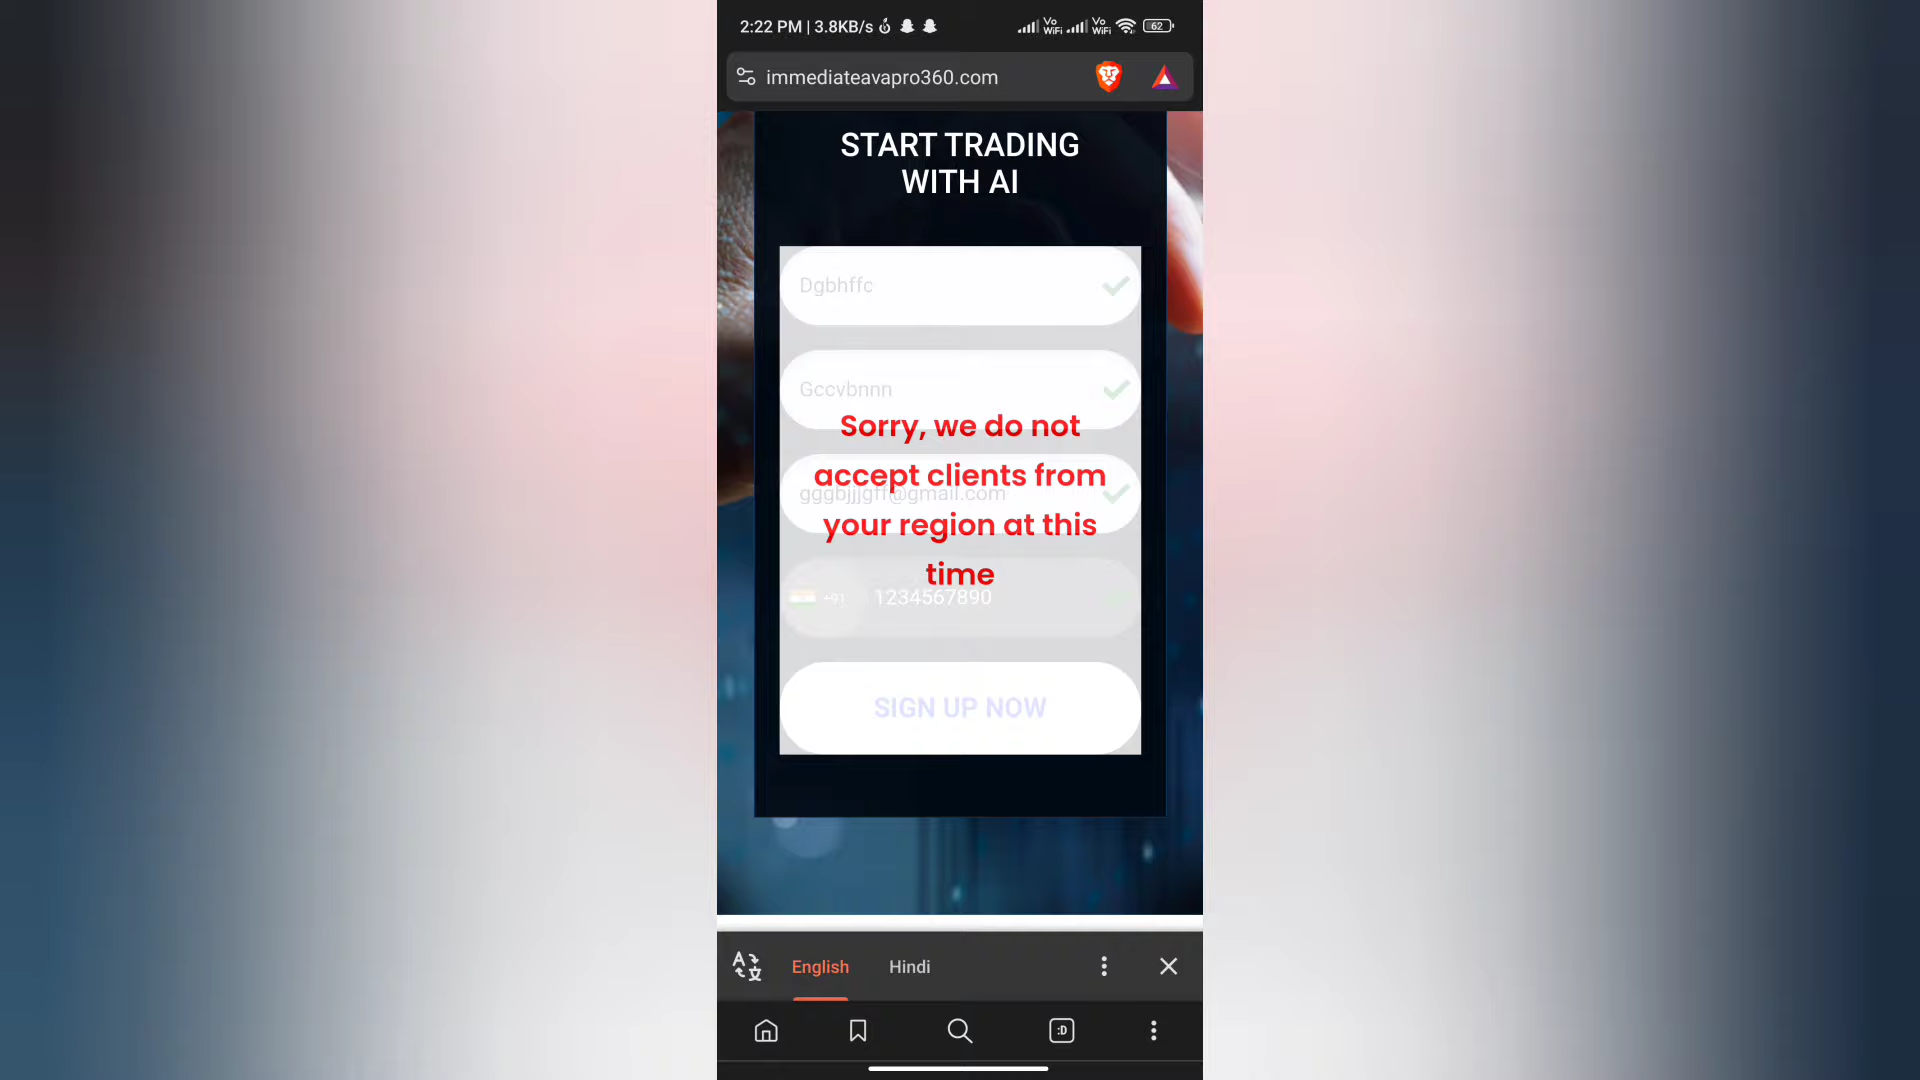 2:22 PM | 3.8KB/s Vo WiFi Vo WiFi 62
immediateavapro360.com
START TRADING
WITH AI
Dgbhffc
Gccvbnnn
Sorry, we do not
accept clients from
gggbjjjgff@gmail.com
your region at this
time
+91 1234567890
SIGN UP NOW
English Hindi
:D